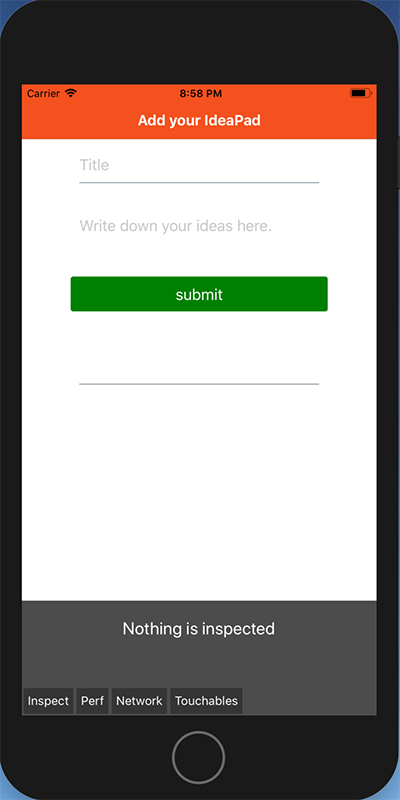 Carrier 8:58 PM
Add your IdeaPad
Title
Write down your ideas here.
submit
Nothing is inspected
Inspect Perf Network Touchables